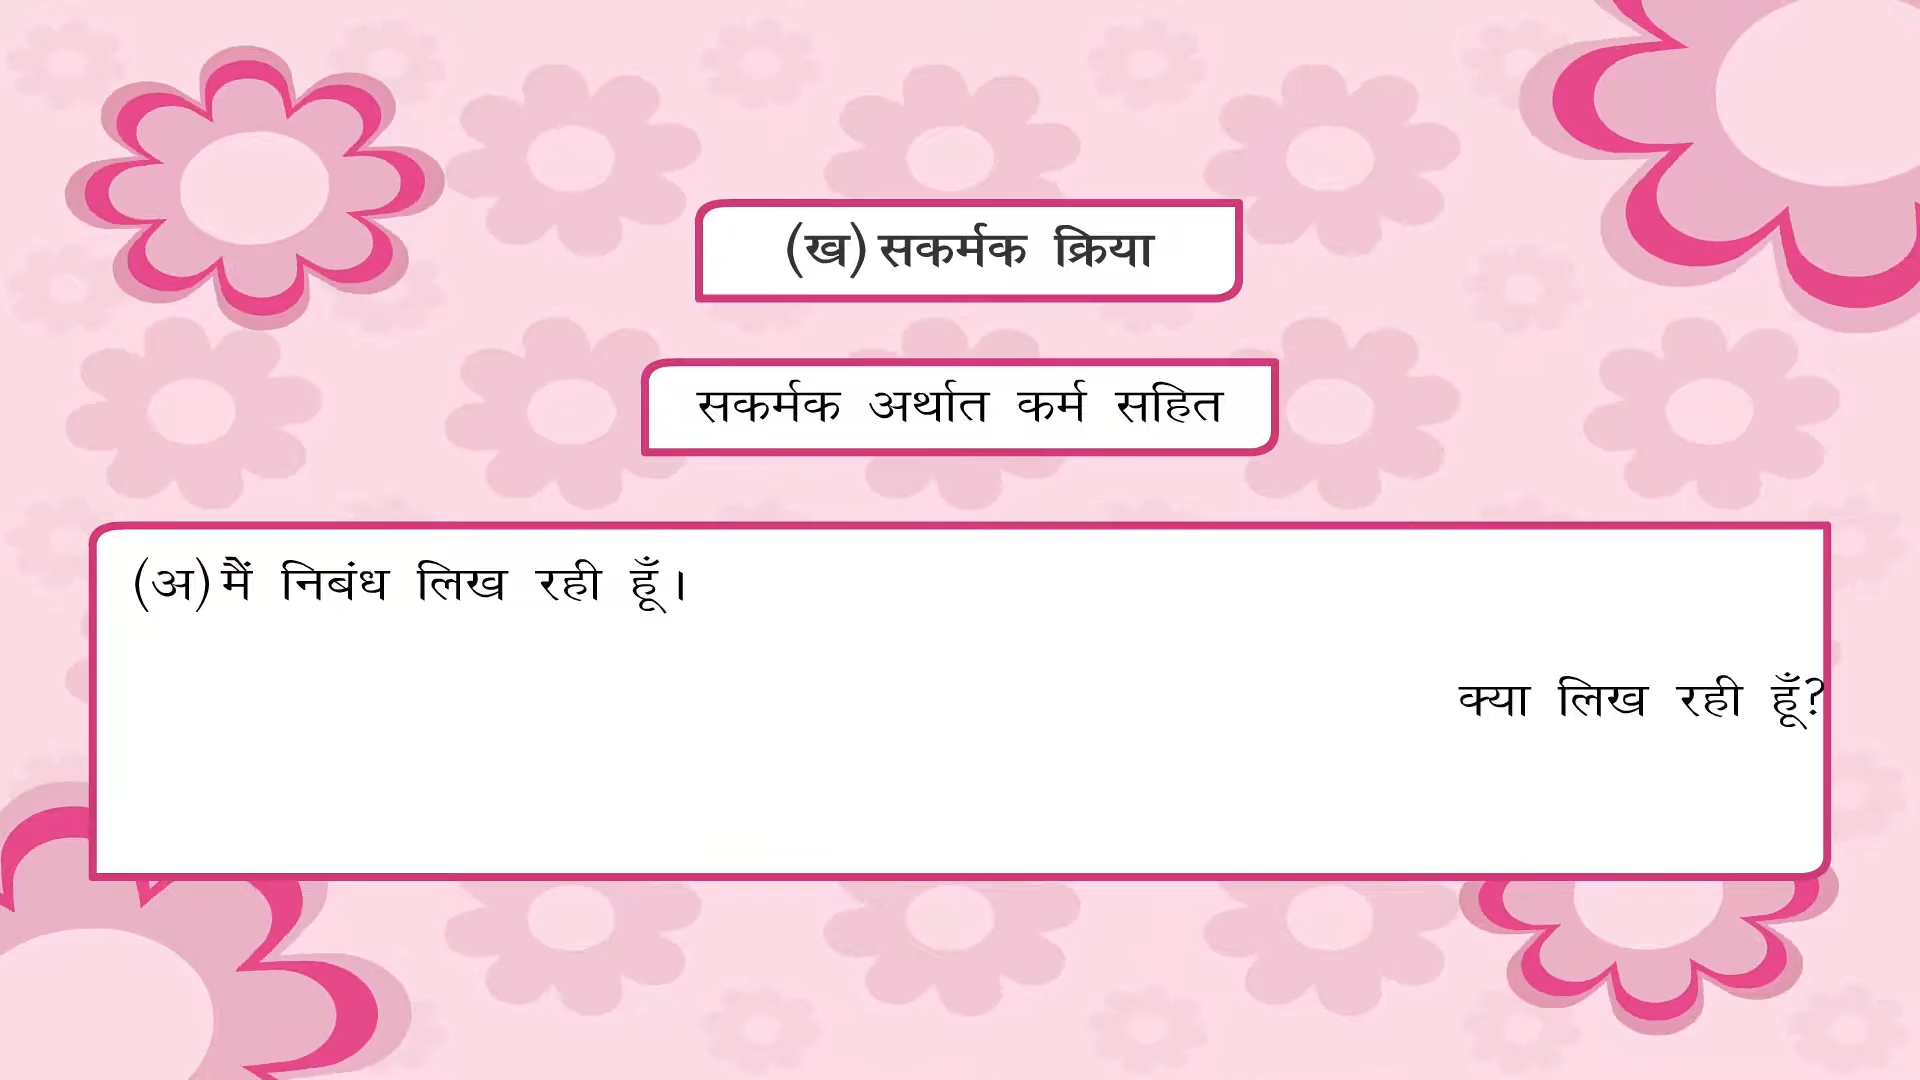 (ख) सकर्मक क्रिया
सकर्मक अर्थात कर्म सहित
(अ) मैं निबंध लिख रही हूँ।
क्या लिख रही हूँ?